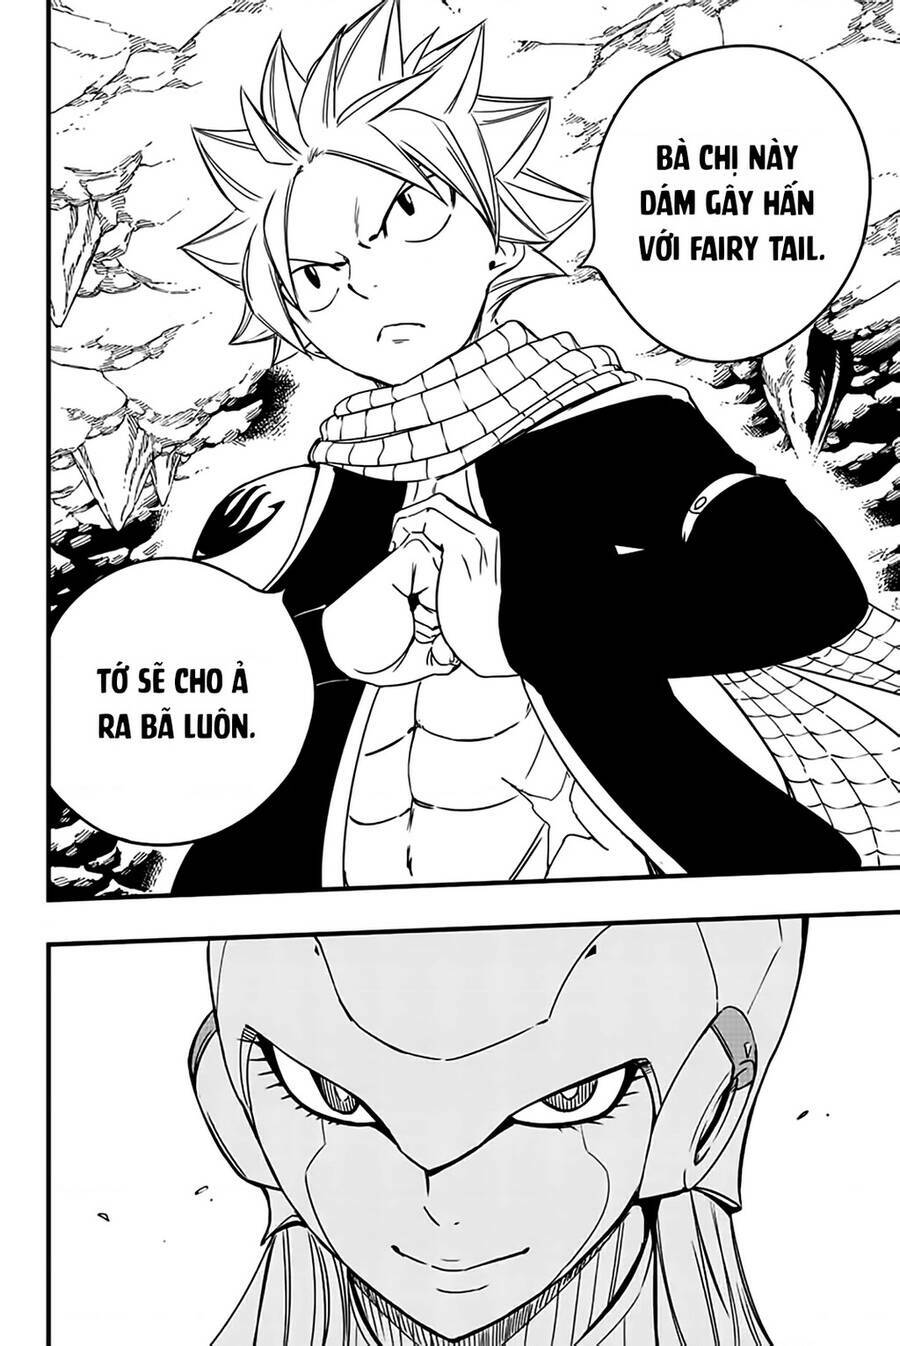 BÀ CHỊ NÀY
DÁM GÂY HẤN
VỚI FAIRY TAIL.
TỚ SẼ CHO Ả
RA BÃ LUÔN.